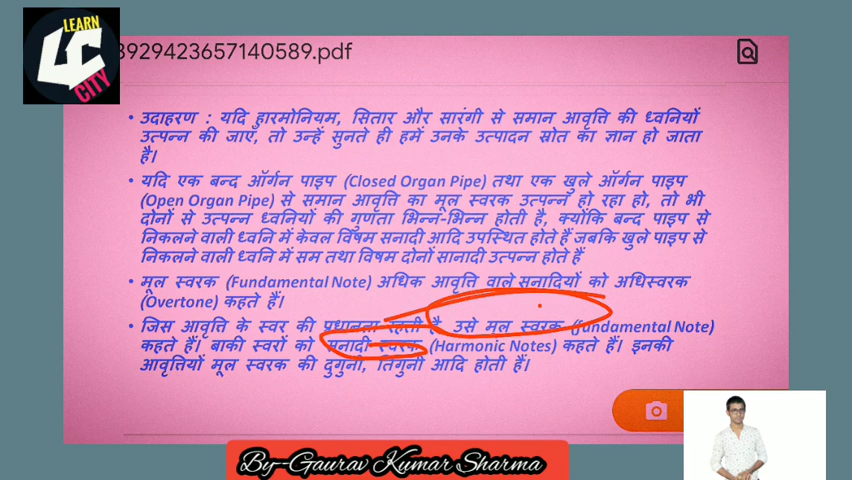 LEARN
LC
CITY
3929423657140589.pdf
• उदाहरण : यदि हारमोनियम, सितार और सारंगी से समान आवृत्ति की ध्वनियों
उत्पन्न की जाएँ, तो उन्हें सुनते ही हमें उनके उत्पादन स्रोत का ज्ञान हो जाता
है।
• यदि एक बन्द ऑर्गन पाइप (Closed Organ Pipe) तथा एक खुले ऑर्गन पाइप
(Open Organ Pipe) से समान आवृत्ति का मूल स्वरक उत्पन्न हो रहा हो, तो भी
दोनों से उत्पन्न ध्वनियों की गुणता भिन्न-भिन्न होती है, क्योंकि बन्द पाइप से
निकलने वाली ध्वनि में केवल विषम सनादी आदि उपस्थित होते हैं जबकि खुले पाइप से
निकलने वाली ध्वनि में सम तथा विषम दोनों सानादी उत्पन्न होते हैं
• मूल स्वरक (Fundamental Note) अधिक आवृत्ति वाले सनादियों को अधिस्वरक
(Overtone) कहते हैं।
• जिस आवृत्ति के स्वर की प्रधानता रहती है, उसे मूल स्वरक (fundamental Note)
कहते हैं। बाकी स्वरों को सनादी स्वरक (Harmonic Notes) कहते हैं। इनकी
आवृत्तियों मूल स्वरक की दुगुनी, तिगुनी आदि होती हैं।
By--Gaurav Kumar Sharma